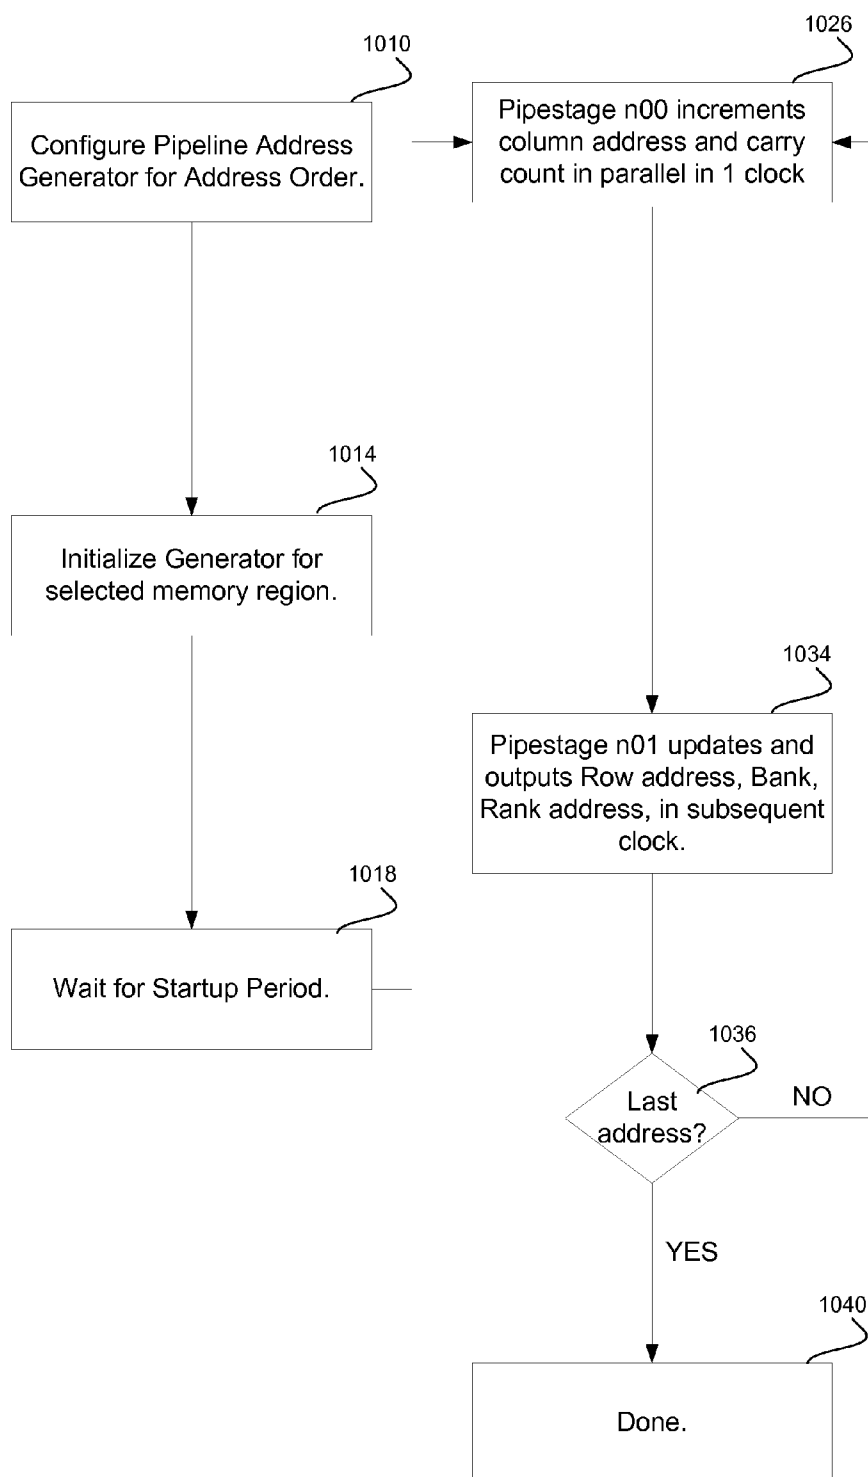 1010
Configure Pipeline Address
Generator for Address Order.
1014
Initialize Generator for
selected memory region.
1018
Wait for Startup Period.
1026
Pipestage n00 increments
column address and carry
count in parallel in 1 clock
1034
Pipestage n01 updates and
outputs Row address, Bank,
Rank address, in subsequent
clock.
1036
Last
address?
NO
YES
1040
Done.